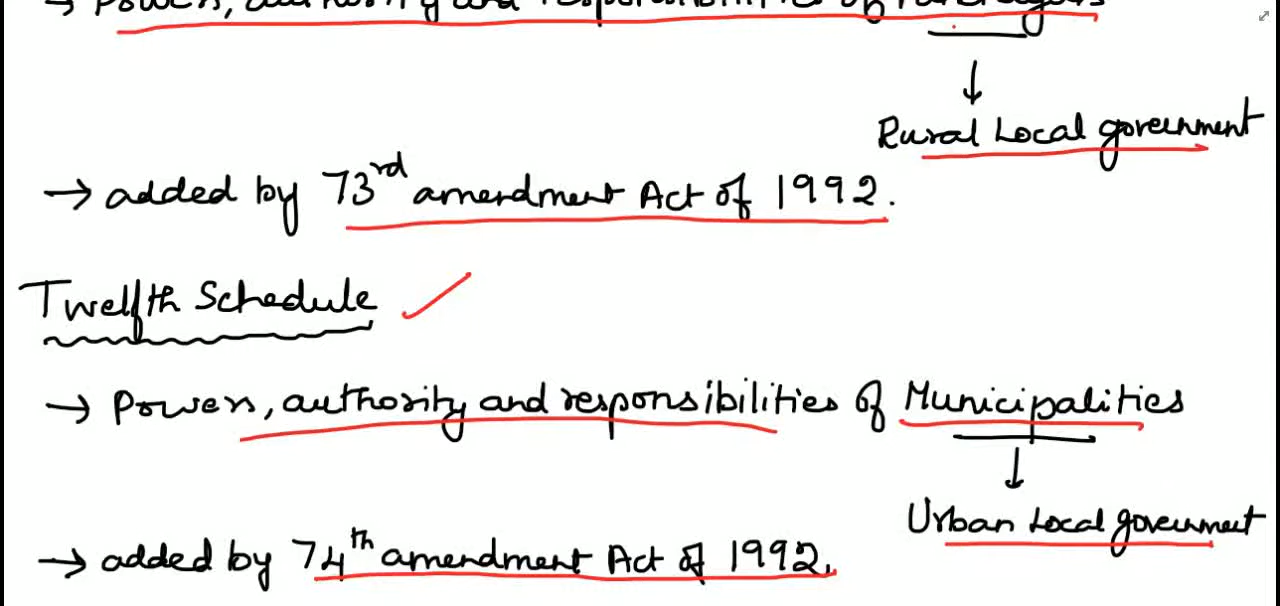 → Powers, authority and responsibilities of Panchayats
↓
Rural Local government
→ added by 73rd amendment Act of 1992.
Twelfth Schedule
→ Powers, authority and responsibilities of Municipalities
↓
Urban Local government
→ added by 74th amendment Act of 1992.